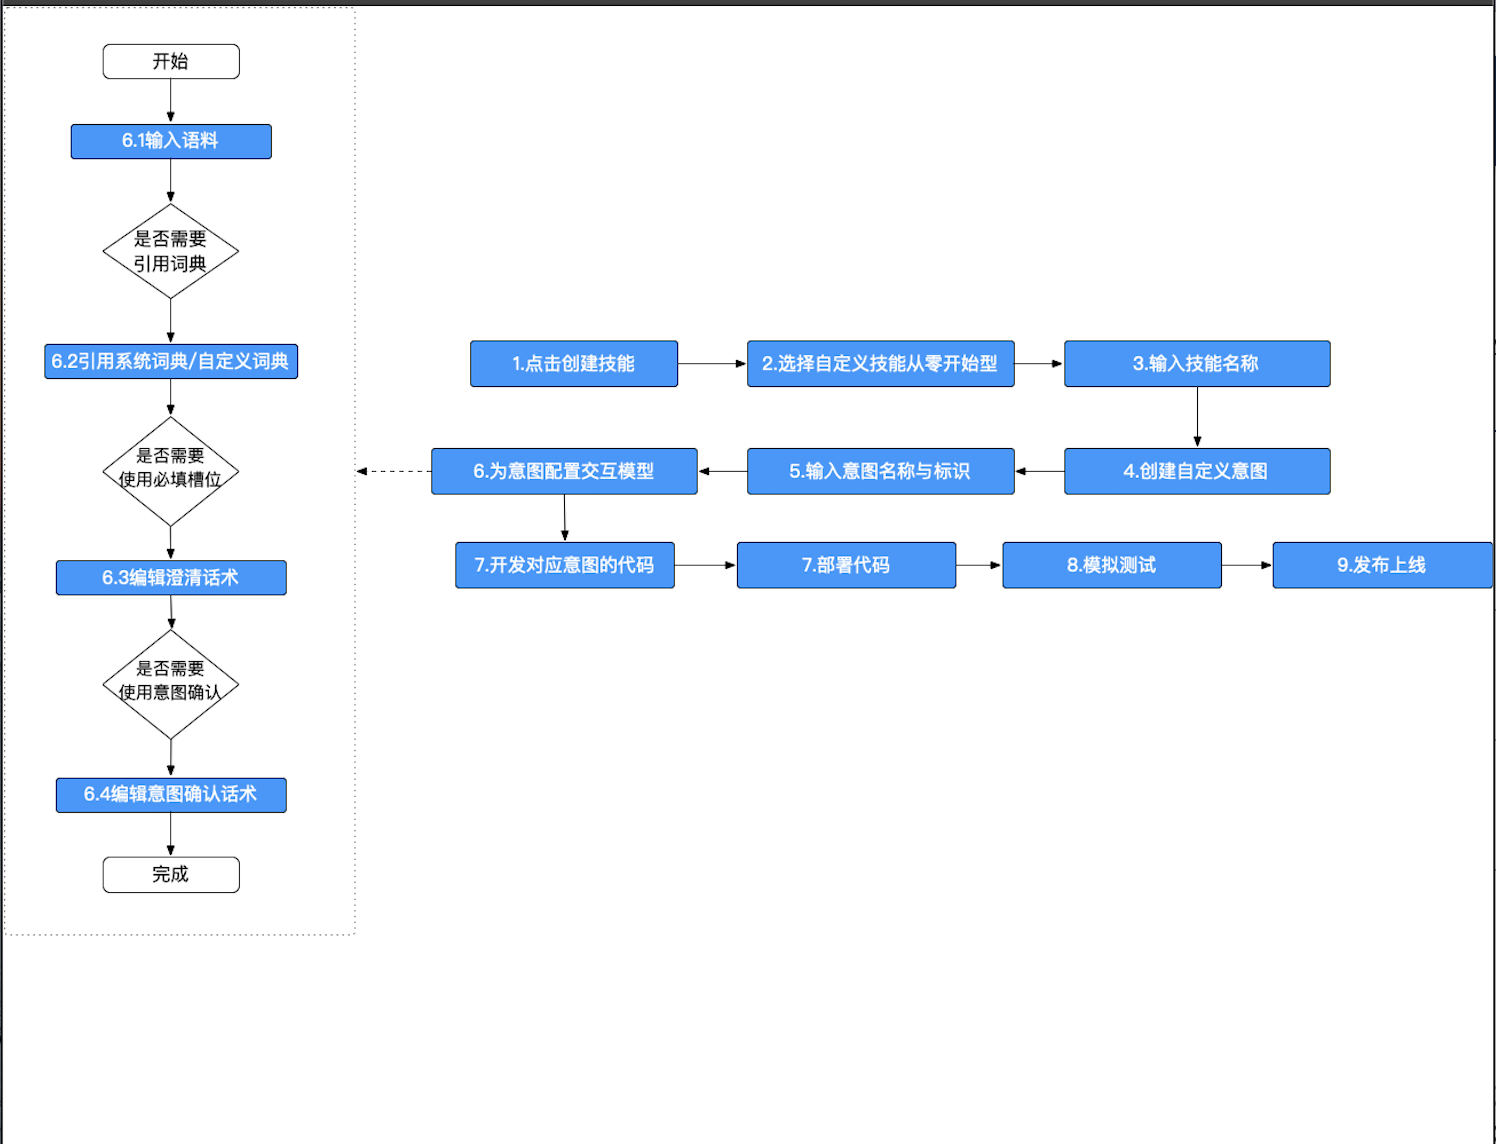 开始
6.1输入语料
是否需要
引用词典
6.2引用系统词典/自定义词典
是否需要
使用必填槽位
6.3编辑澄清话术
是否需要
使用意图确认
6.4编辑意图确认话术
完成
1.点击创建技能
2.选择自定义技能从零开始型
3.输入技能名称
4.创建自定义意图
5.输入意图名称与标识
6.为意图配置交互模型
7.开发对应意图的代码
7.部署代码
8.模拟测试
9.发布上线